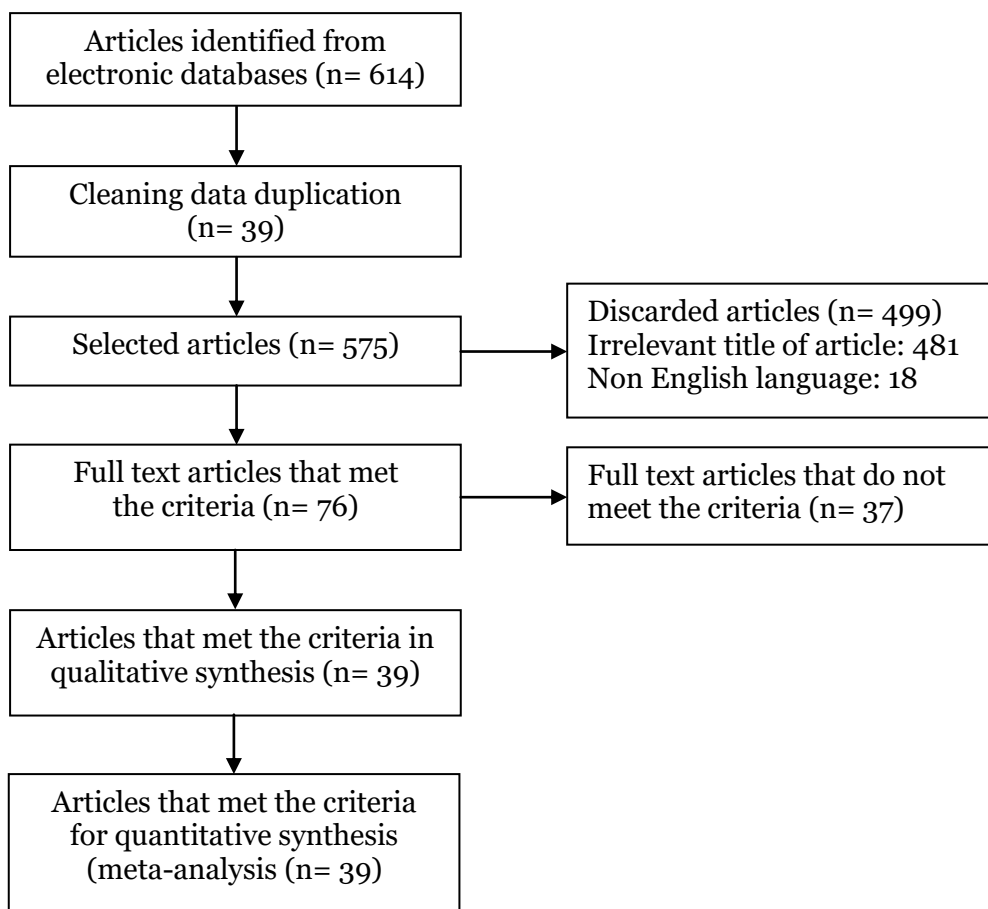 Articles identified from
electronic databases (n= 614)
Cleaning data duplication
(n= 39)
Selected articles (n= 575)
Discarded articles (n= 499)
Irrelevant title of article: 481
Non English language: 18
Full text articles that met
the criteria (n= 76)
Full text articles that do not
meet the criteria (n= 37)
Articles that met the criteria in
qualitative synthesis (n= 39)
Articles that met the criteria
for quantitative synthesis
(meta-analysis (n= 39)